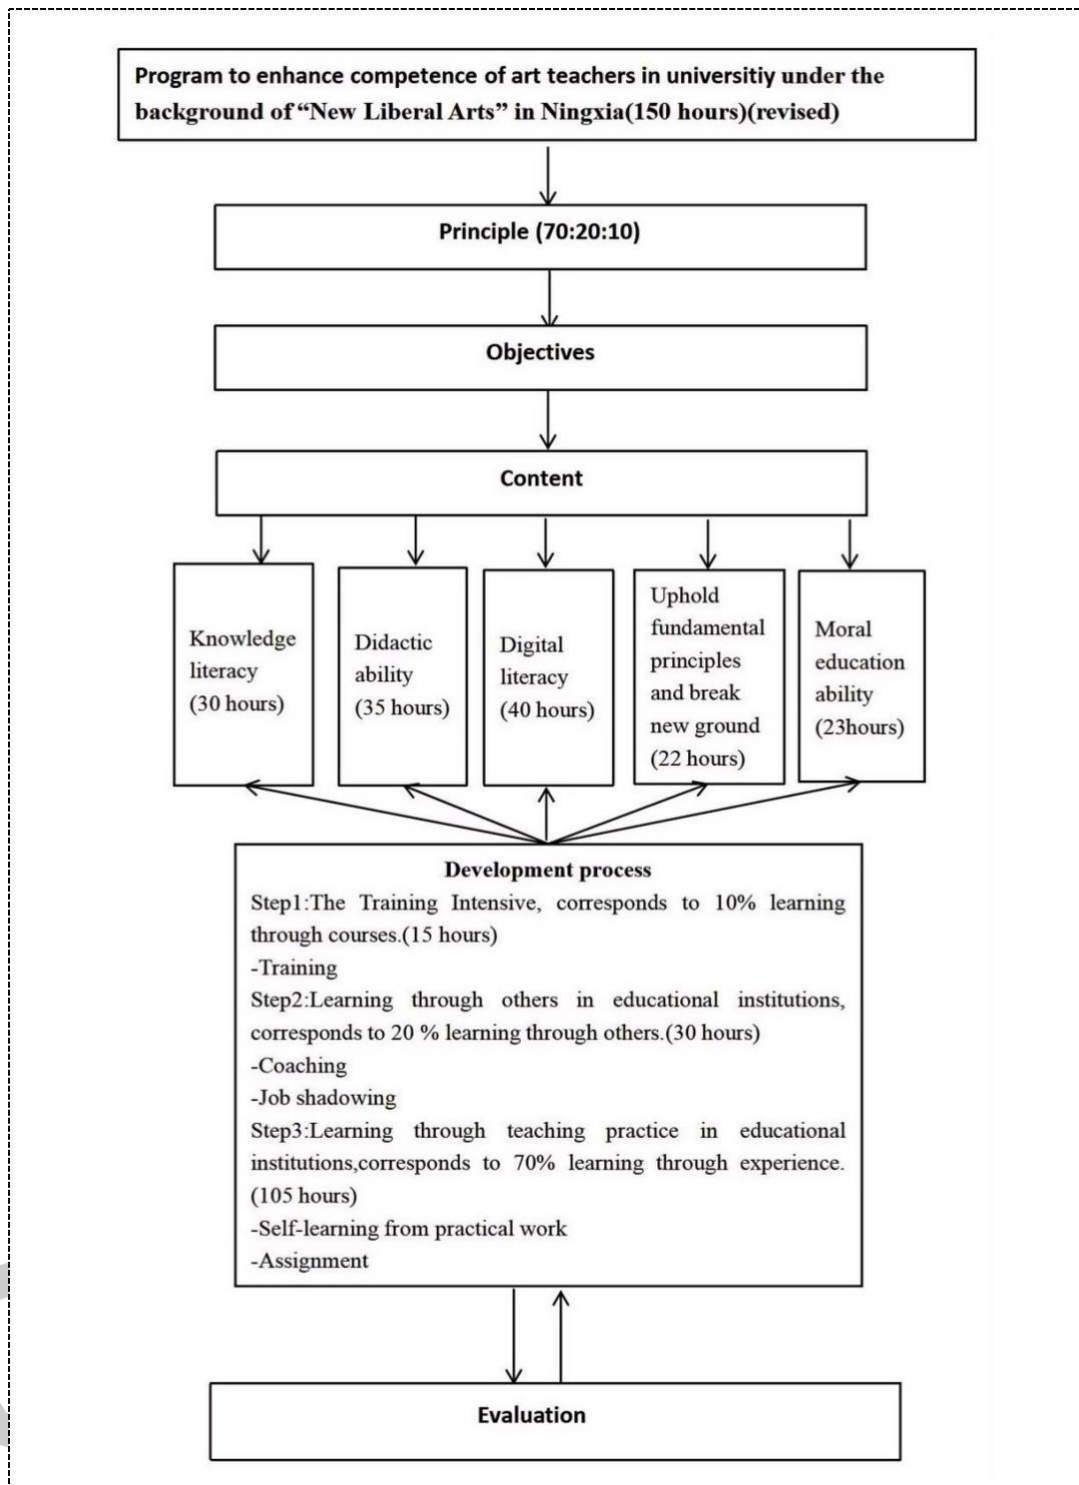 Program to enhance competence of art teachers in universitiy under the
background of “New Liberal Arts” in Ningxia(150 hours)(revised)
Principle (70:20:10)
Objectives
Content
Knowledge
literacy
(30 hours)
Didactic
ability
(35 hours)
Digital
literacy
(40 hours)
Uphold
fundamental
principles
and break
new ground
(22 hours)
Moral
education
ability
(23hours)
Development process
Step1:The Training Intensive, corresponds to 10% learning
through courses.(15 hours)
-Training
Step2:Learning through others in educational institutions,
corresponds to 20 % learning through others.(30 hours)
-Coaching
-Job shadowing
Step3:Learning through teaching practice in educational
institutions,corresponds to 70% learning through experience.
(105 hours)
-Self-learning from practical work
-Assignment
Evaluation